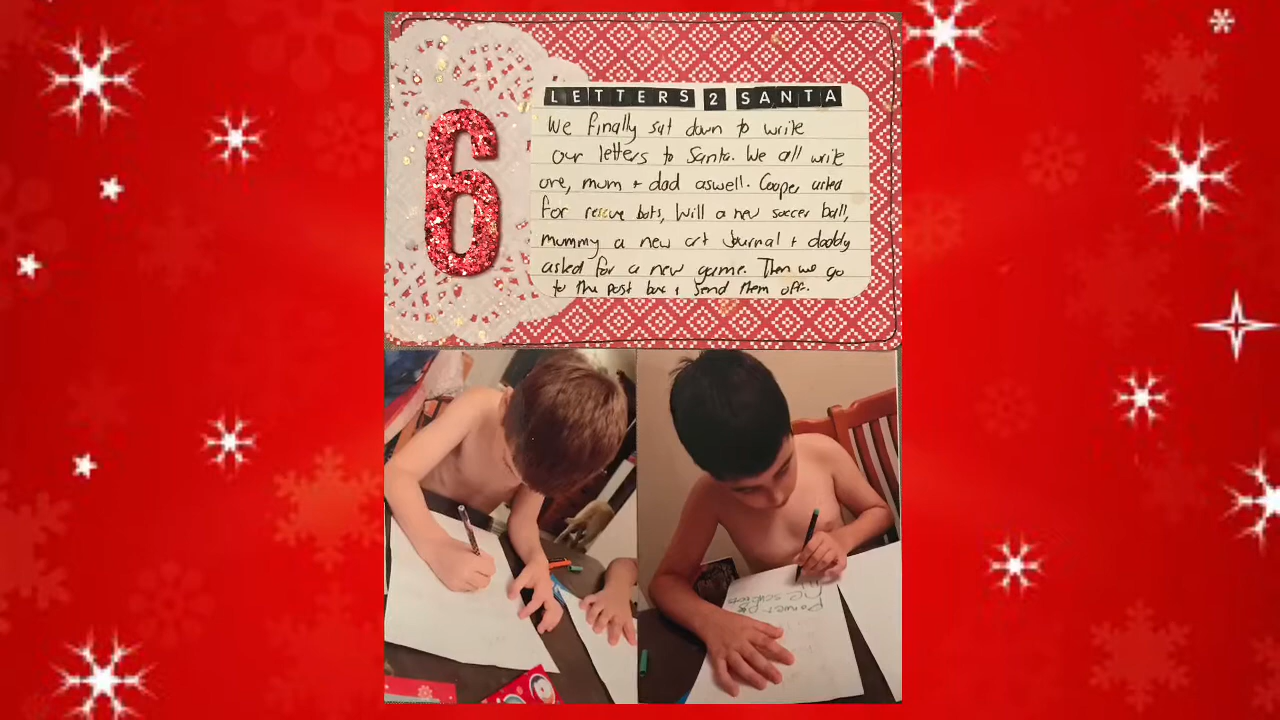 6
LETTERS 2 SANTA
We finally sat down to write
our letters to Santa. We all write
one, mum + dad aswell. Cooper asked
for rescue bots, Will a new soccer ball,
mummy a new art journal + daddy
asked for a new game. Then we go
to the post box + send them off.